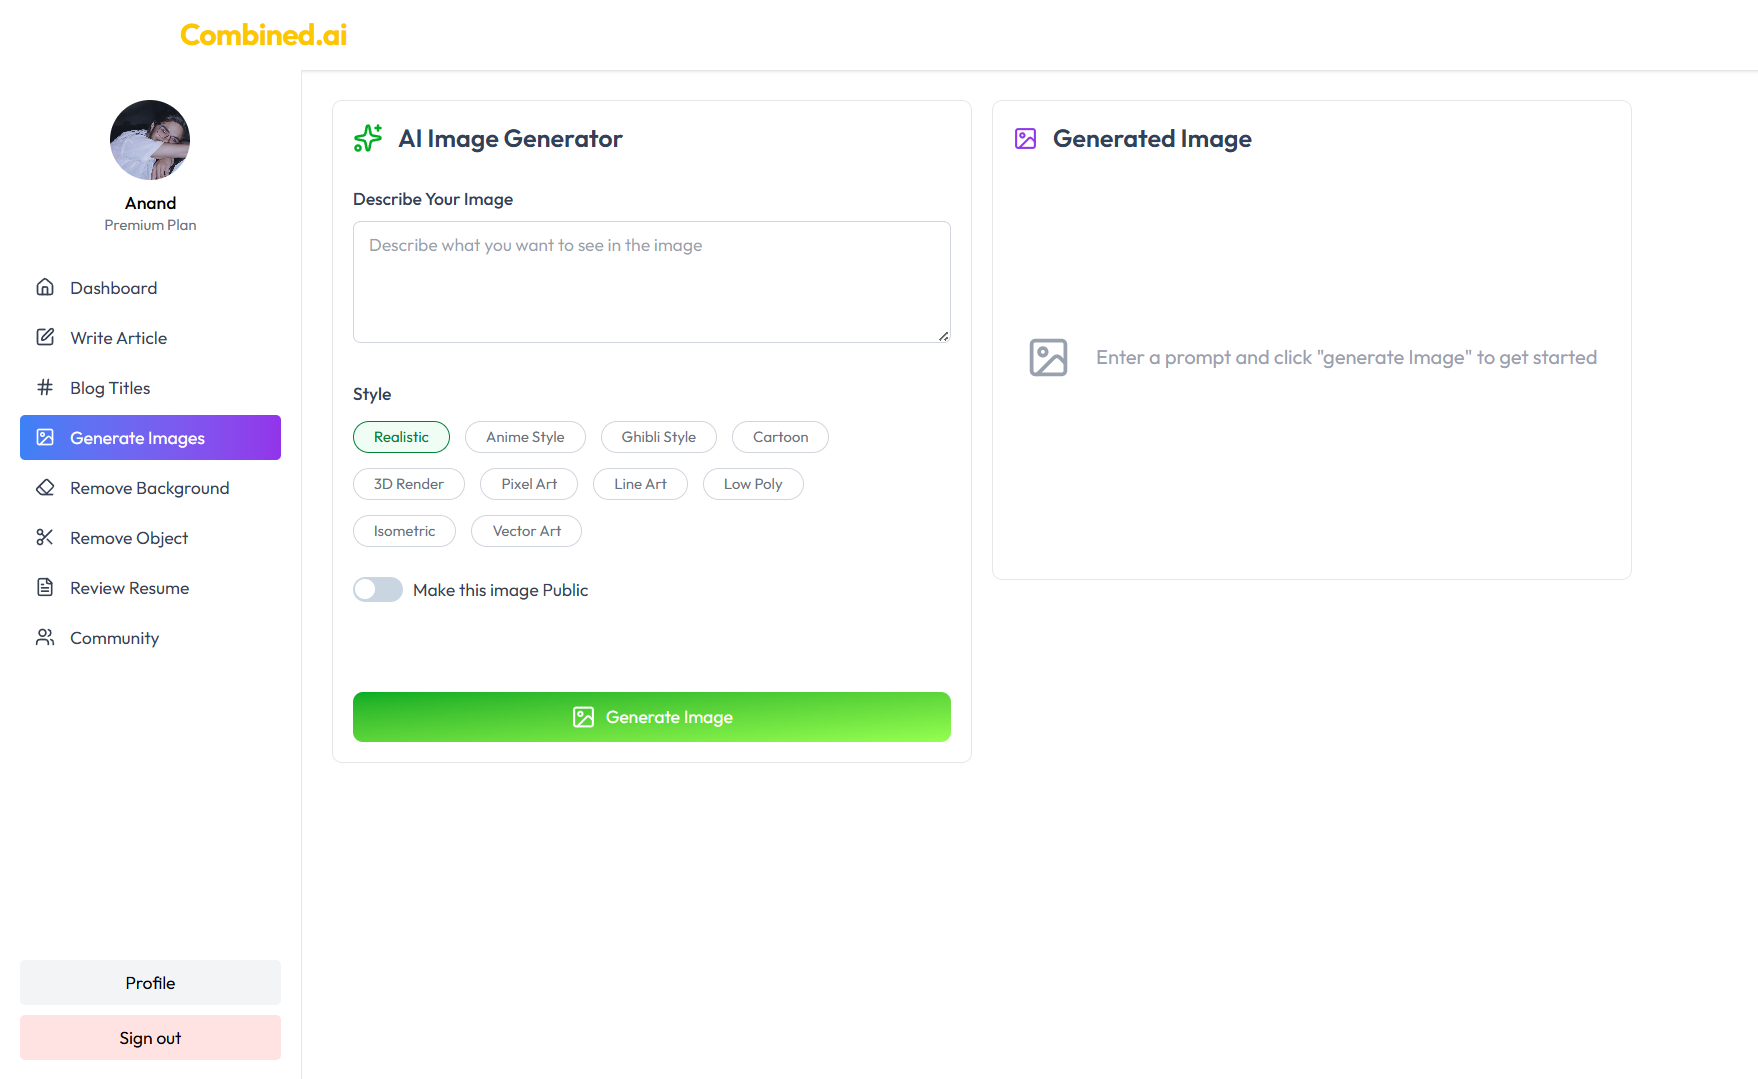 Combined.ai
Anand
Premium Plan
Dashboard
Write Article
Blog Titles
Generate Images
Remove Background
Remove Object
Review Resume
Community
Profile
Sign out
AI Image Generator
Describe Your Image
Describe what you want to see in the image
Style
Realistic Anime Style Ghibli Style Cartoon
3D Render Pixel Art Line Art Low Poly
Isometric Vector Art
Make this image Public
Generate Image
Generated Image
Enter a prompt and click "generate Image" to get started